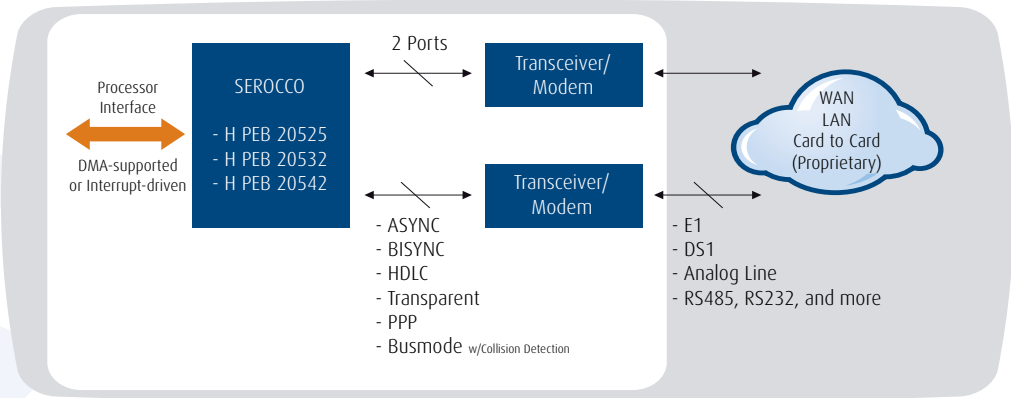 Processor
Interface
DMA-supported
or Interrupt-driven
SEROCCO
- H PEB 20525
- H PEB 20532
- H PEB 20542
2 Ports
Transceiver/
Modem
Transceiver/
Modem
- ASYNC
- BISYNC
- HDLC
- Transparent
- PPP
- Busmode w/Collision Detection
WAN
LAN
Card to Card
(Proprietary)
- E1
- DS1
- Analog Line
- RS485, RS232, and more